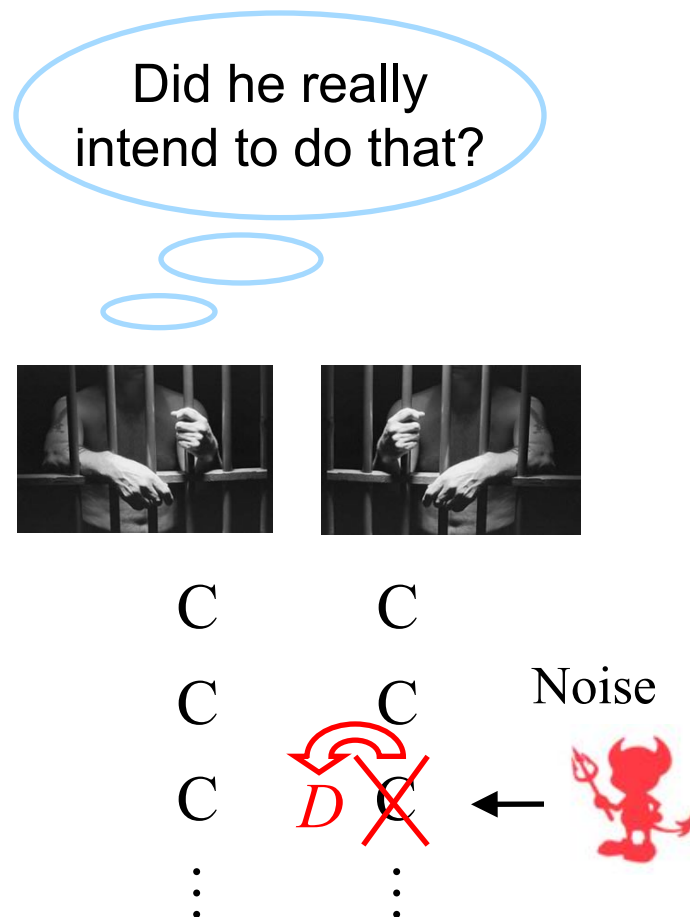 Did he really
intend to do that?
C C
C C
Noise
C D C
⋮ ⋮